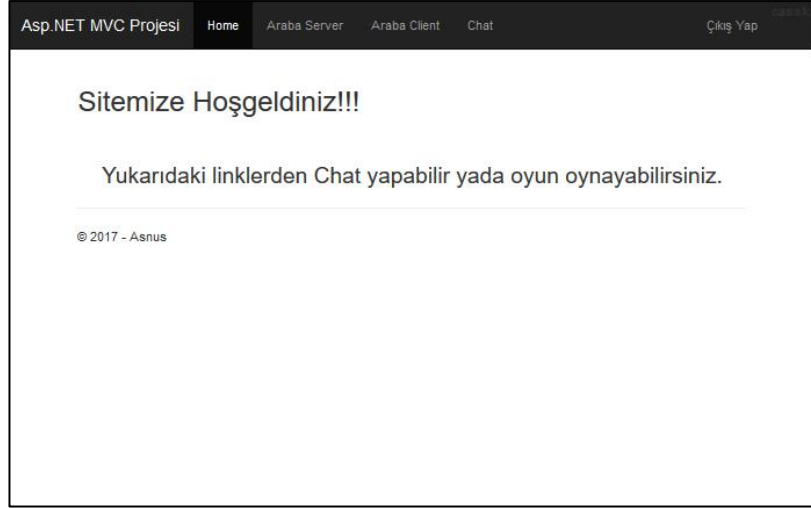 Asp.NET MVC Projesi Home Araba Server Araba Client Chat Çıkış Yap
Sitemize Hoşgeldiniz!!!
Yukarıdaki linklerden Chat yapabilir yada oyun oynayabilirsiniz.
© 2017 - Asnus